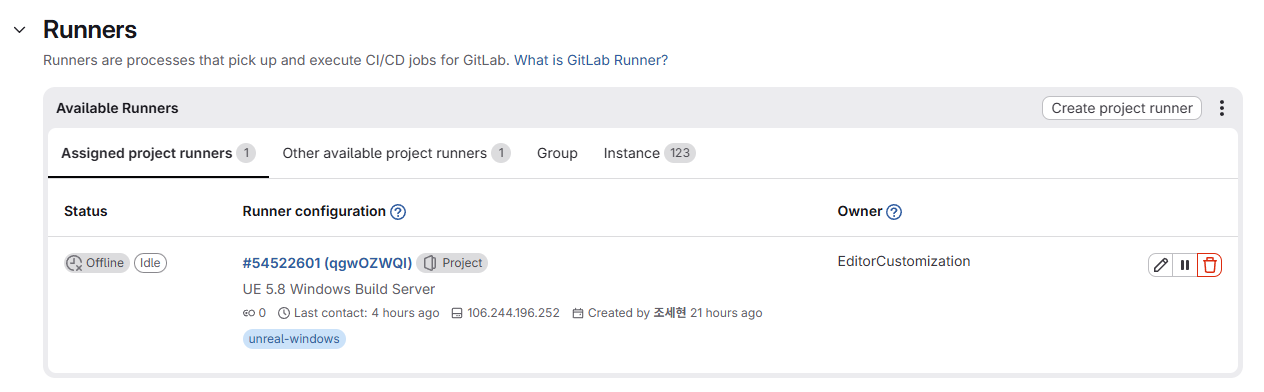 Runners
Runners are processes that pick up and execute CI/CD jobs for GitLab. What is GitLab Runner?
Available Runners
Create project runner
Assigned project runners 1
Other available project runners 1
Group
Instance 123
Status
Runner configuration ?
Owner ?
Offline
Idle
#54522601 (qgwOZWQI)
Project
EditorCustomization
UE 5.8 Windows Build Server
0
Last contact: 4 hours ago
106.244.196.252
Created by 조세현 21 hours ago
unreal-windows